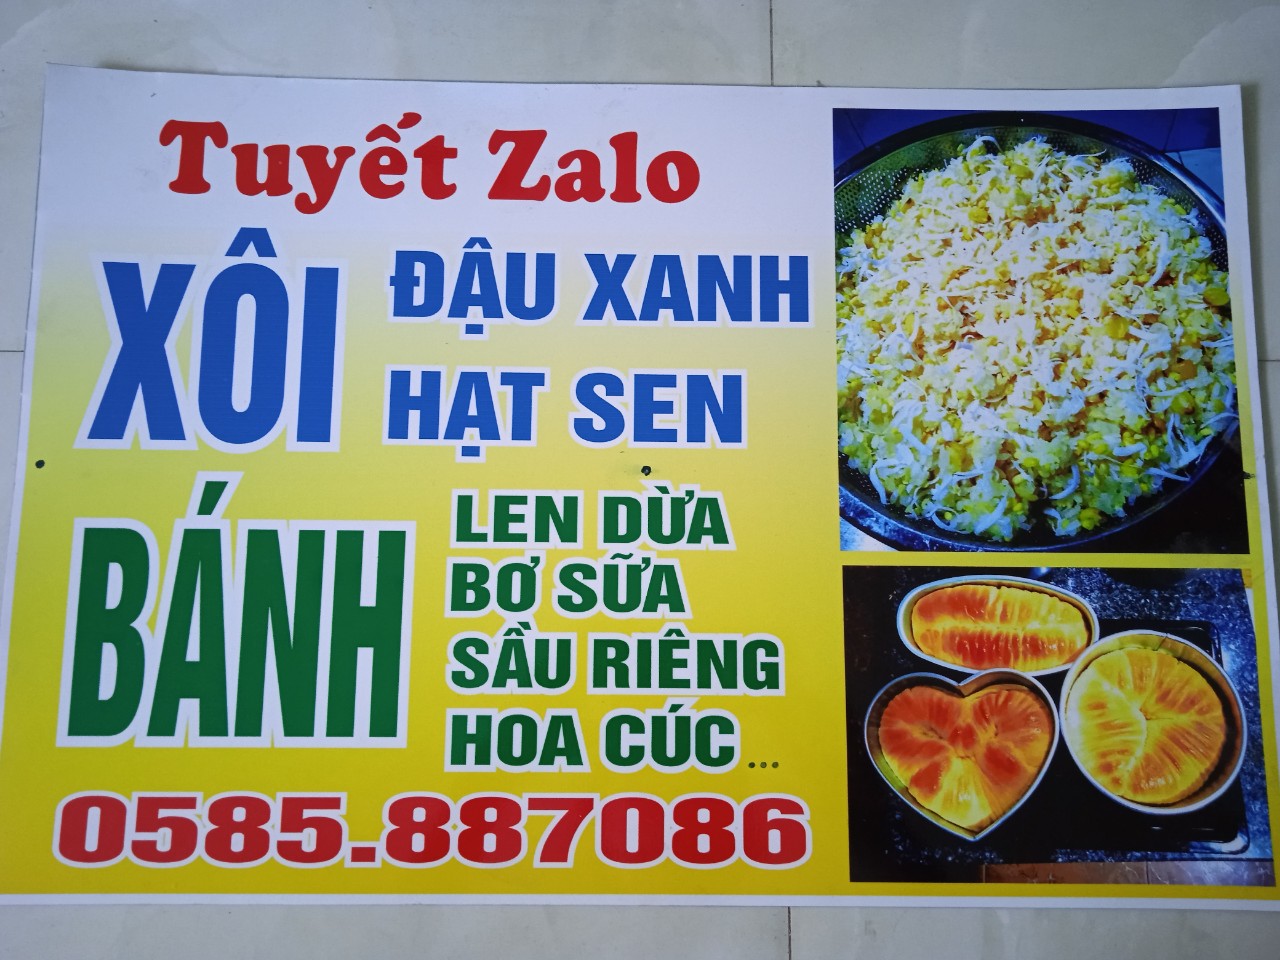 Tuyết Zalo
XÔI
ĐẬU XANH
HẠT SEN
BÁNH
LEN DỪA
BƠ SỮA
SẦU RIÊNG
HOA CÚC...
0585.887086